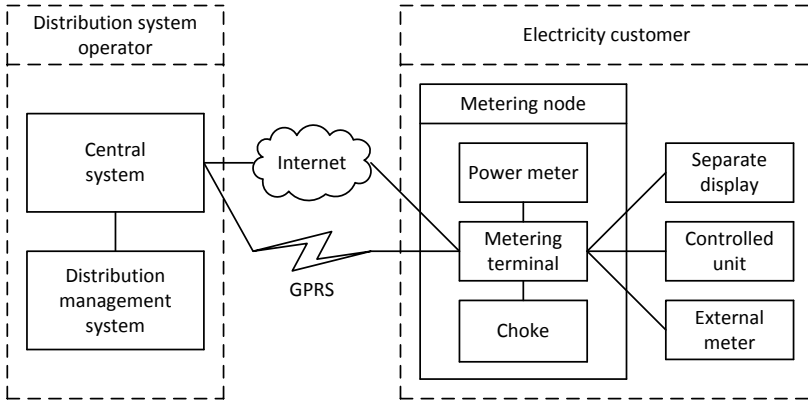 Distribution system
operator
Electricity customer
Central
system
Distribution
management
system
Internet
GPRS
Metering node
Power meter
Metering
terminal
Choke
Separate
display
Controlled
unit
External
meter